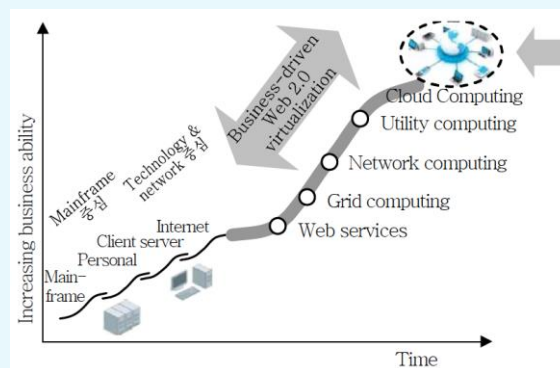 Increasing business ability
Mainframe
중심
Technology &
network 중심
Business-driven
Web 2.0
virtualization
Cloud Computing
Utility computing
Network computing
Grid computing
Web services
Internet
Client server
Personal
Main-
frame
Time